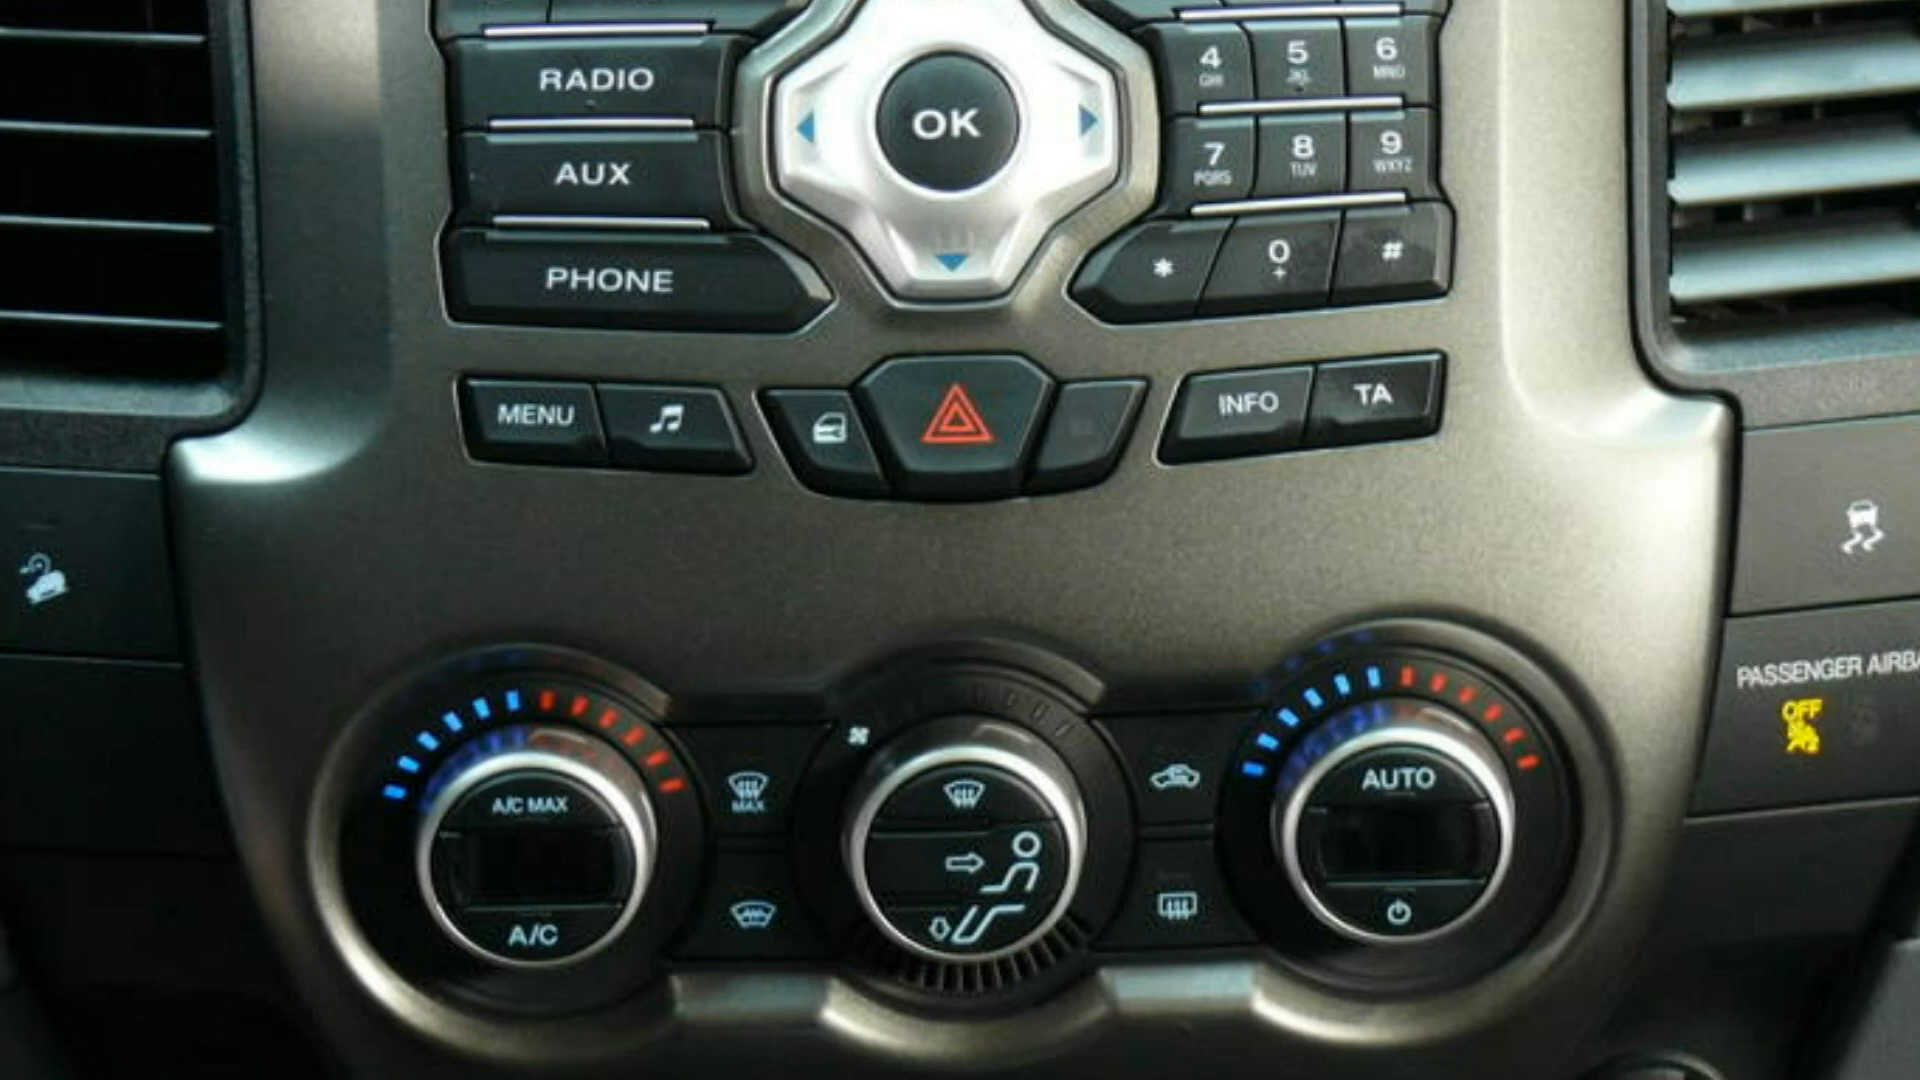 RADIO
AUX
PHONE
OK
4 5 6
GHI JKL MNO
7 8 9
PQRS TUV WXYZ
* 0 #
+
MENU
INFO TA
PASSENGER AIRBA
OFF
A/C MAX
A/C
MAX
AUTO